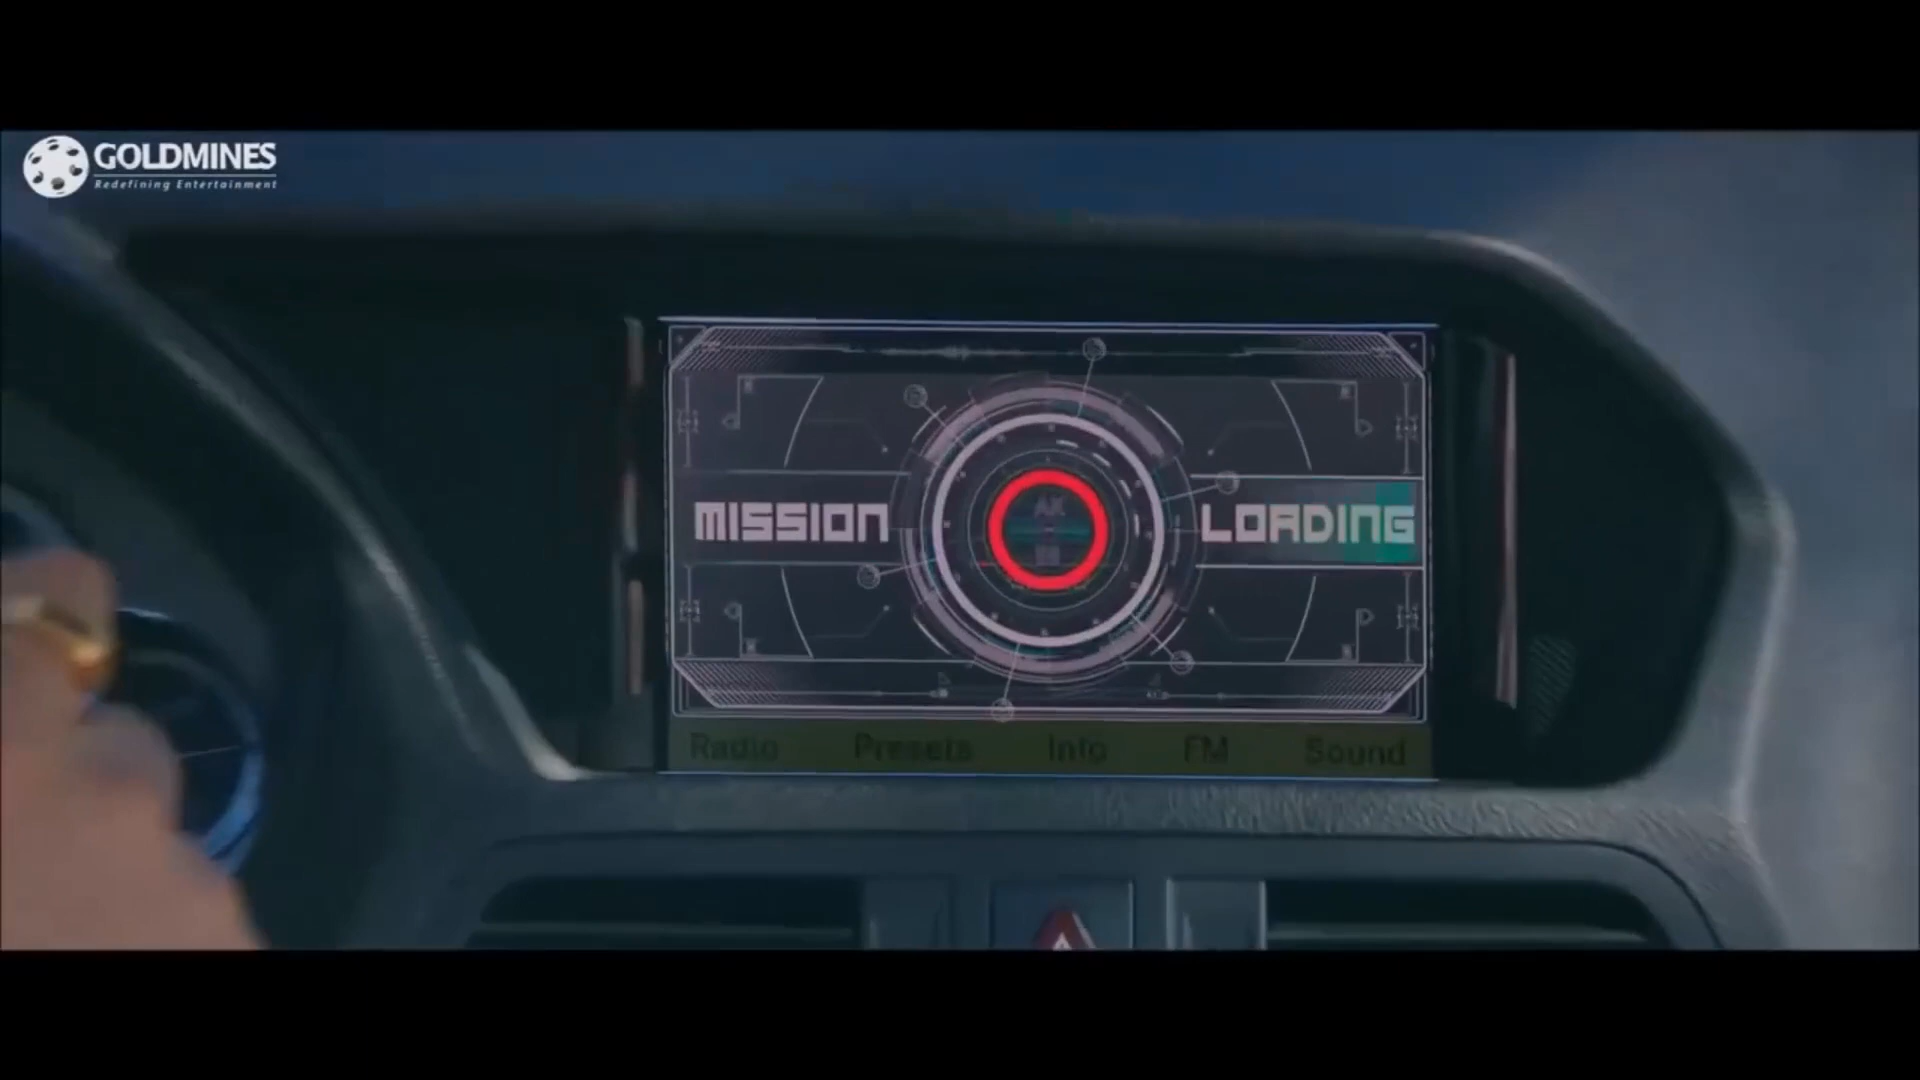 GOLDMINES
Redefining Entertainment
MISSION LOADING
Radio Presets Info FM Sound